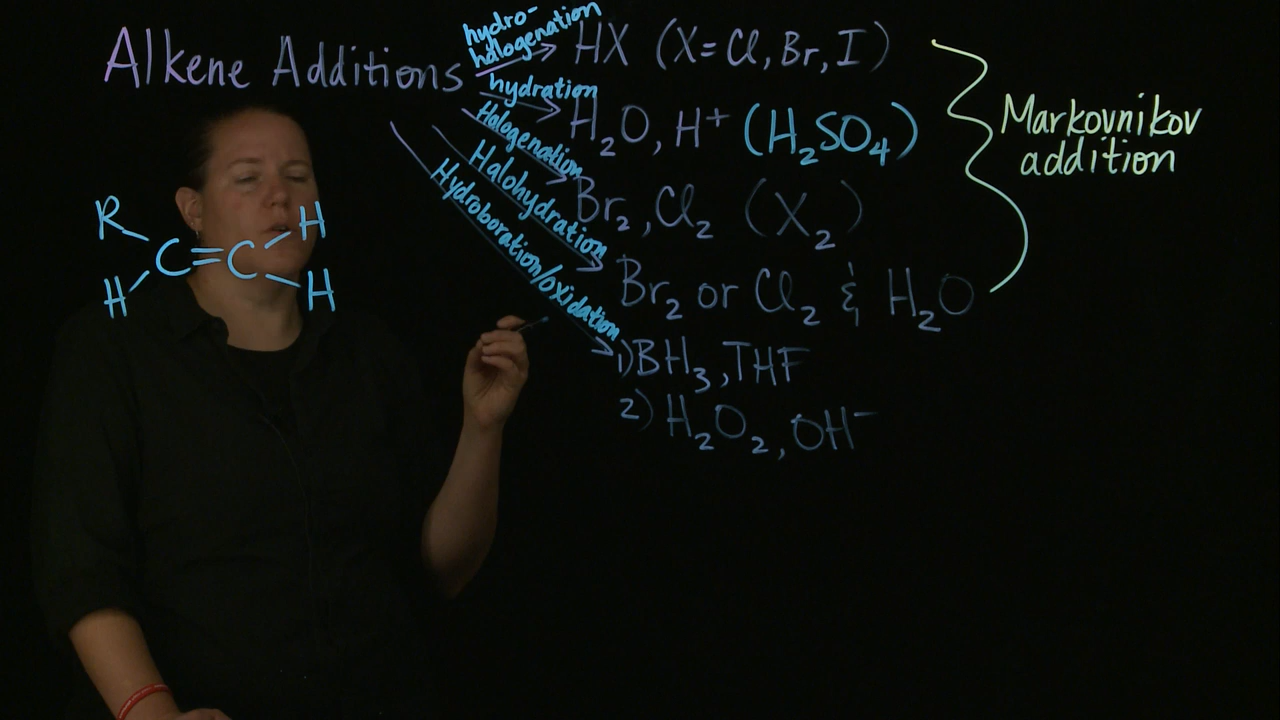 Alkene Additions
hydro-
halogenation
HX (X=Cl, Br, I)
hydration
H₂O, H⁺ (H₂SO₄)
Halogenation
Br₂, Cl₂ (X₂)
Halohydration
Br₂ or Cl₂ & H₂O
Hydroboration/oxidation
1) BH₃, THF
2) H₂O₂, OH⁻
Markovnikov
addition
R H
C=C
H H